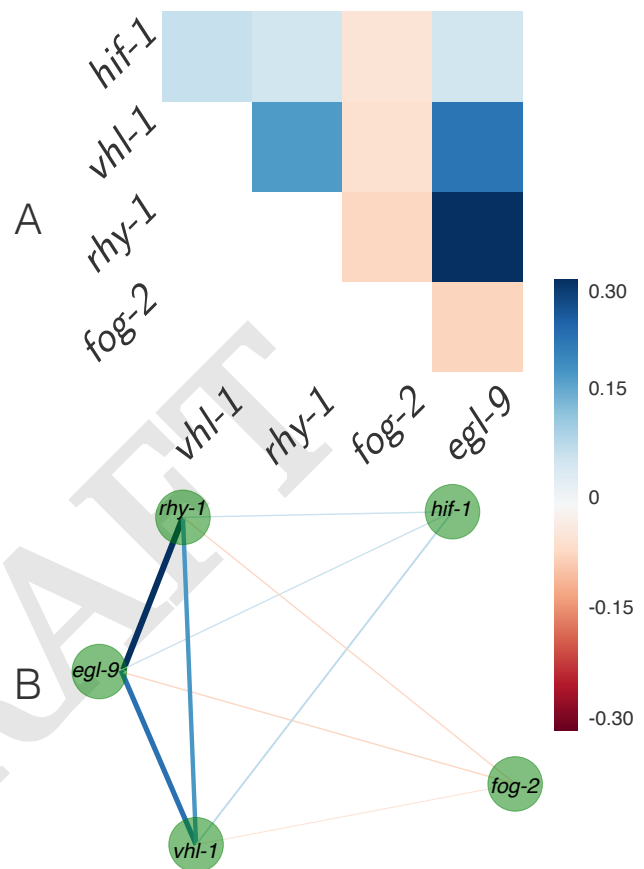 hif-1
vhl-1
A
rhy-1
fog-2
0.30
0.15
0
-0.15
-0.30
vhl-1
rhy-1
fog-2
egl-9
rhy-1
hif-1
B
egl-9
fog-2
vhl-1
RAFT